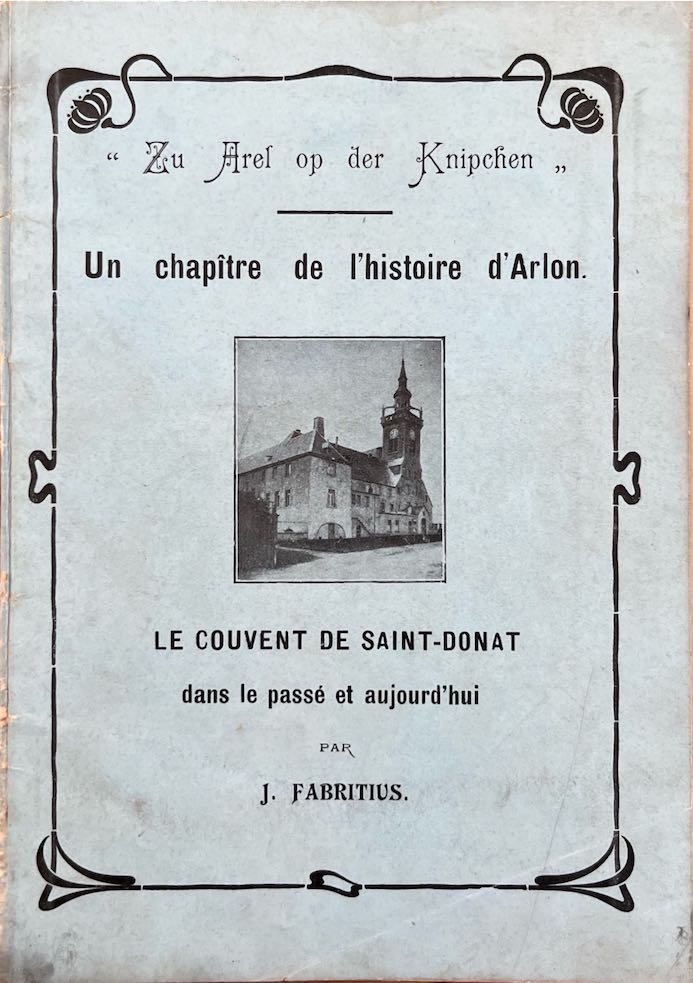 “ Zu Arel op der Knipchen „
Un chapître de l'histoire d'Arlon.
LE COUVENT DE SAINT-DONAT
dans le passé et aujourd'hui
PAR
J. FABRITIUS.